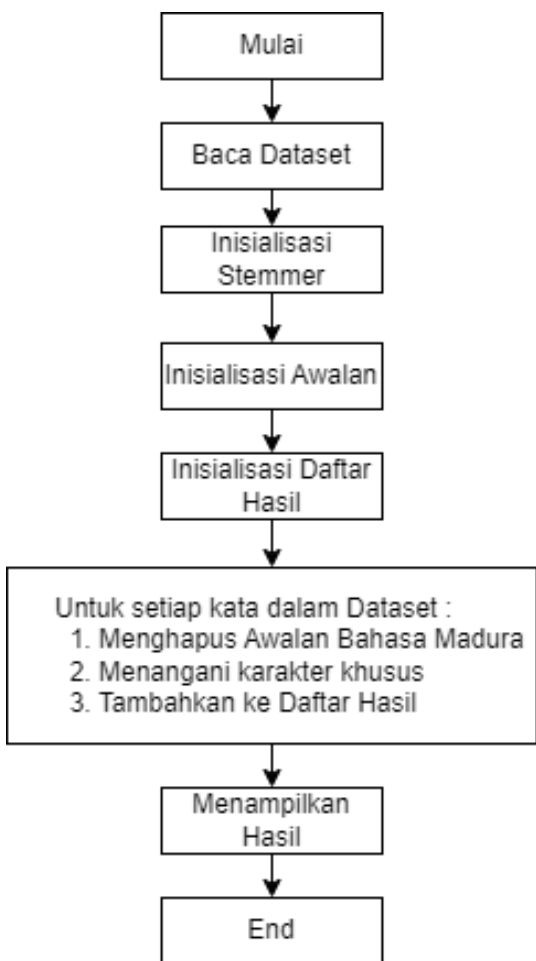 Mulai
Baca Dataset
Inisialisasi
Stemmer
Inisialisasi Awalan
Inisialisasi Daftar
Hasil
Untuk setiap kata dalam Dataset :
1. Menghapus Awalan Bahasa Madura
2. Menangani karakter khusus
3. Tambahkan ke Daftar Hasil
Menampilkan
Hasil
End